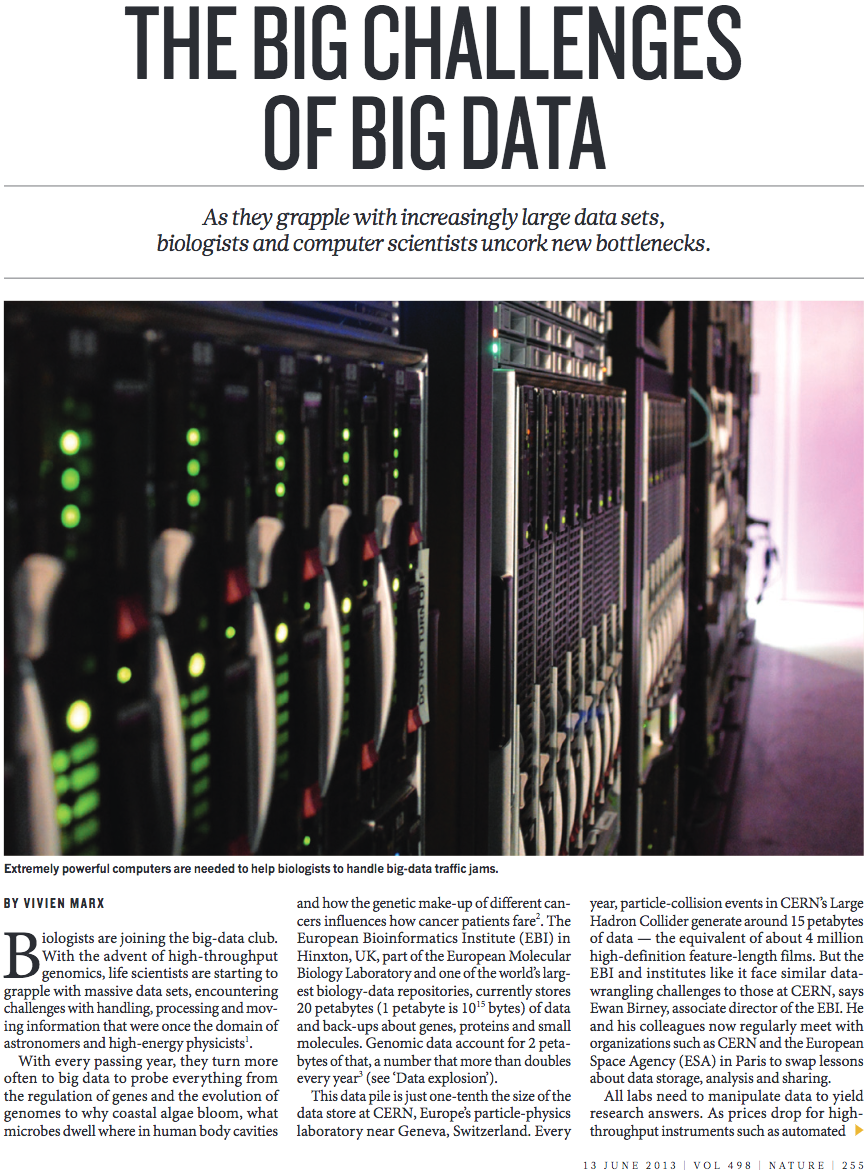 THE BIG CHALLENGES
OF BIG DATA
As they grapple with increasingly large data sets,
biologists and computer scientists uncork new bottlenecks.
DO NOT TURN OFF
Extremely powerful computers are needed to help biologists to handle big-data traffic jams.
BY VIVIEN MARX
Biologists are joining the big-data club.
With the advent of high-throughput
genomics, life scientists are starting to
grapple with massive data sets, encountering
challenges with handling, processing and mov-
ing information that were once the domain of
astronomers and high-energy physicists1.
With every passing year, they turn more
often to big data to probe everything from
the regulation of genes and the evolution of
genomes to why coastal algae bloom, what
microbes dwell where in human body cavities
and how the genetic make-up of different can-
cers influences how cancer patients fare2. The
European Bioinformatics Institute (EBI) in
Hinxton, UK, part of the European Molecular
Biology Laboratory and one of the world's larg-
est biology-data repositories, currently stores
20 petabytes (1 petabyte is 1015 bytes) of data
and back-ups about genes, proteins and small
molecules. Genomic data account for 2 peta-
bytes of that, a number that more than doubles
every year3 (see 'Data explosion').
This data pile is just one-tenth the size of the
data store at CERN, Europe's particle-physics
laboratory near Geneva, Switzerland. Every
year, particle-collision events in CERN's Large
Hadron Collider generate around 15 petabytes
of data — the equivalent of about 4 million
high-definition feature-length films. But the
EBI and institutes like it face similar data-
wrangling challenges to those at CERN, says
Ewan Birney, associate director of the EBI. He
and his colleagues now regularly meet with
organizations such as CERN and the European
Space Agency (ESA) in Paris to swap lessons
about data storage, analysis and sharing.
All labs need to manipulate data to yield
research answers. As prices drop for high-
throughput instruments such as automated
13 JUNE 2013 | VOL 498 | NATURE | 255